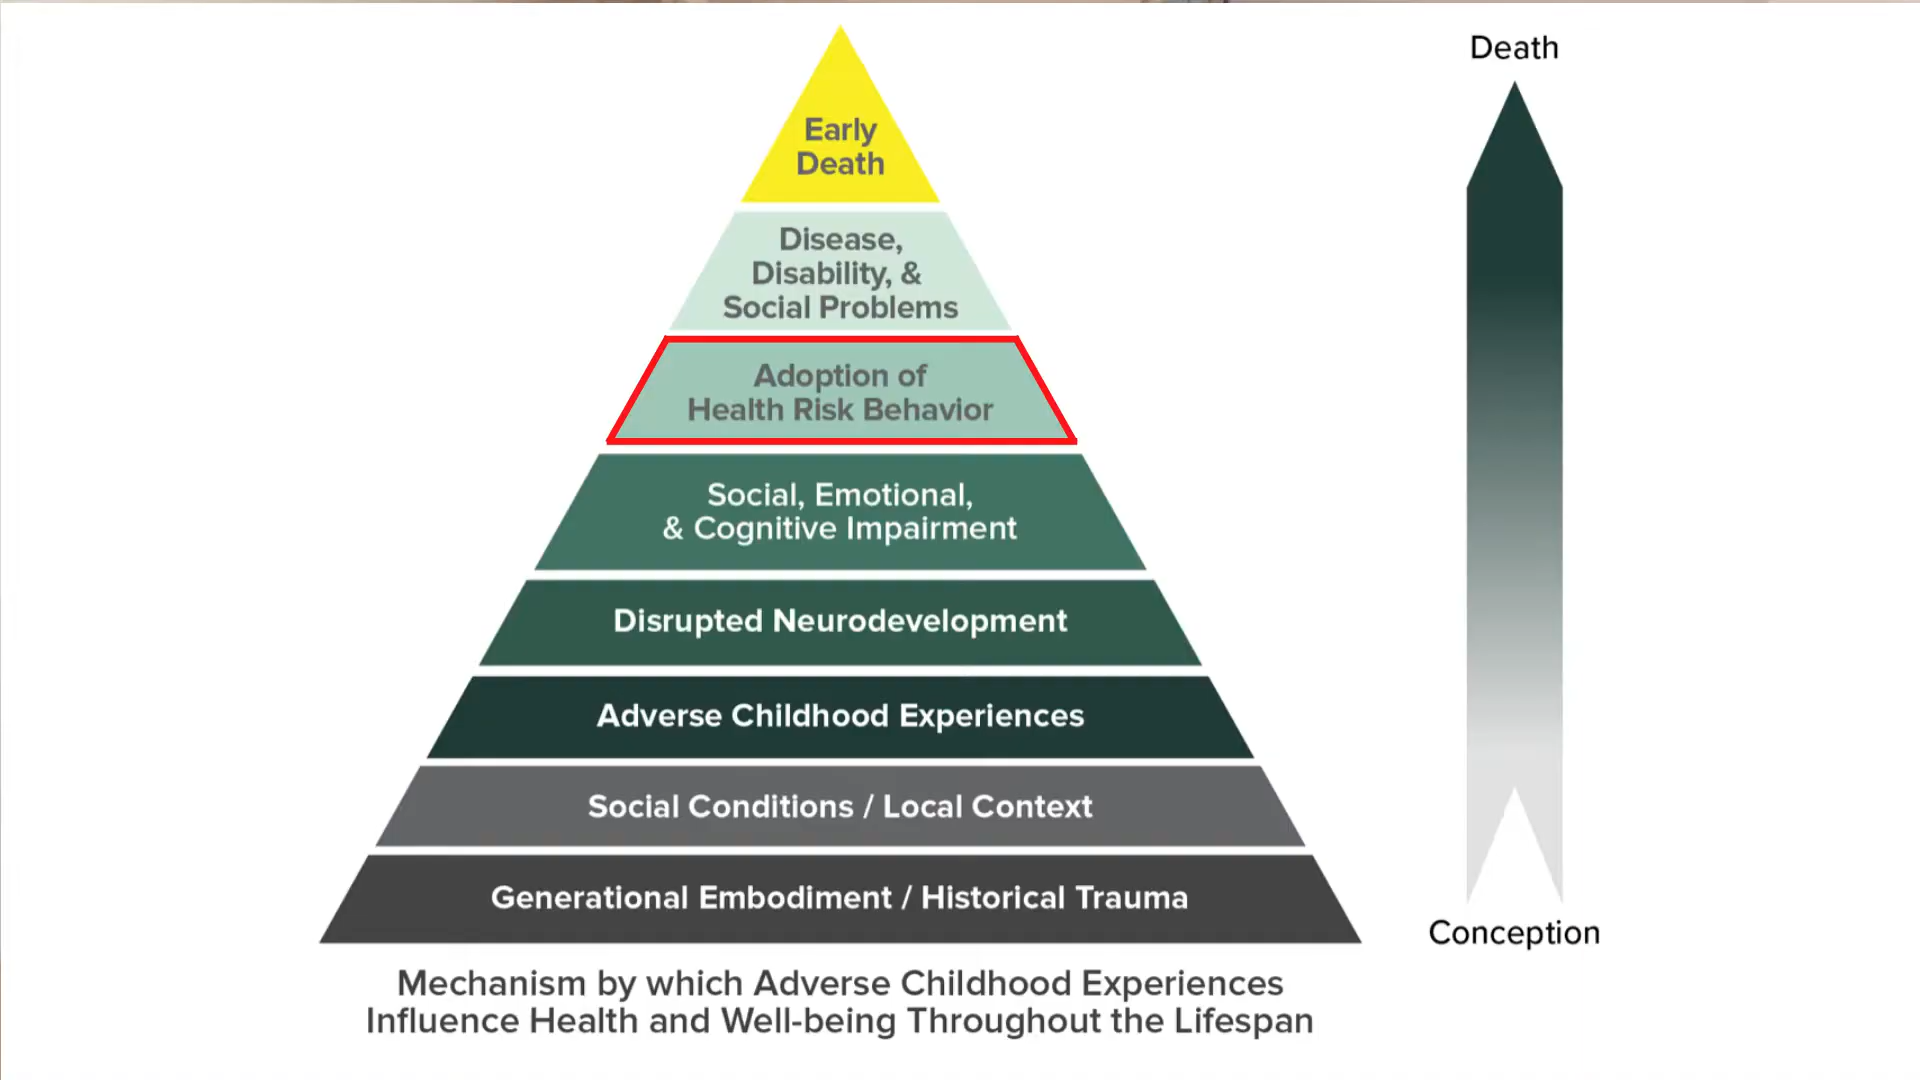 Death
Early
Death
Disease,
Disability, &
Social Problems
Adoption of
Health Risk Behavior
Social, Emotional,
& Cognitive Impairment
Disrupted Neurodevelopment
Adverse Childhood Experiences
Social Conditions / Local Context
Generational Embodiment / Historical Trauma
Conception
Mechanism by which Adverse Childhood Experiences
Influence Health and Well-being Throughout the Lifespan